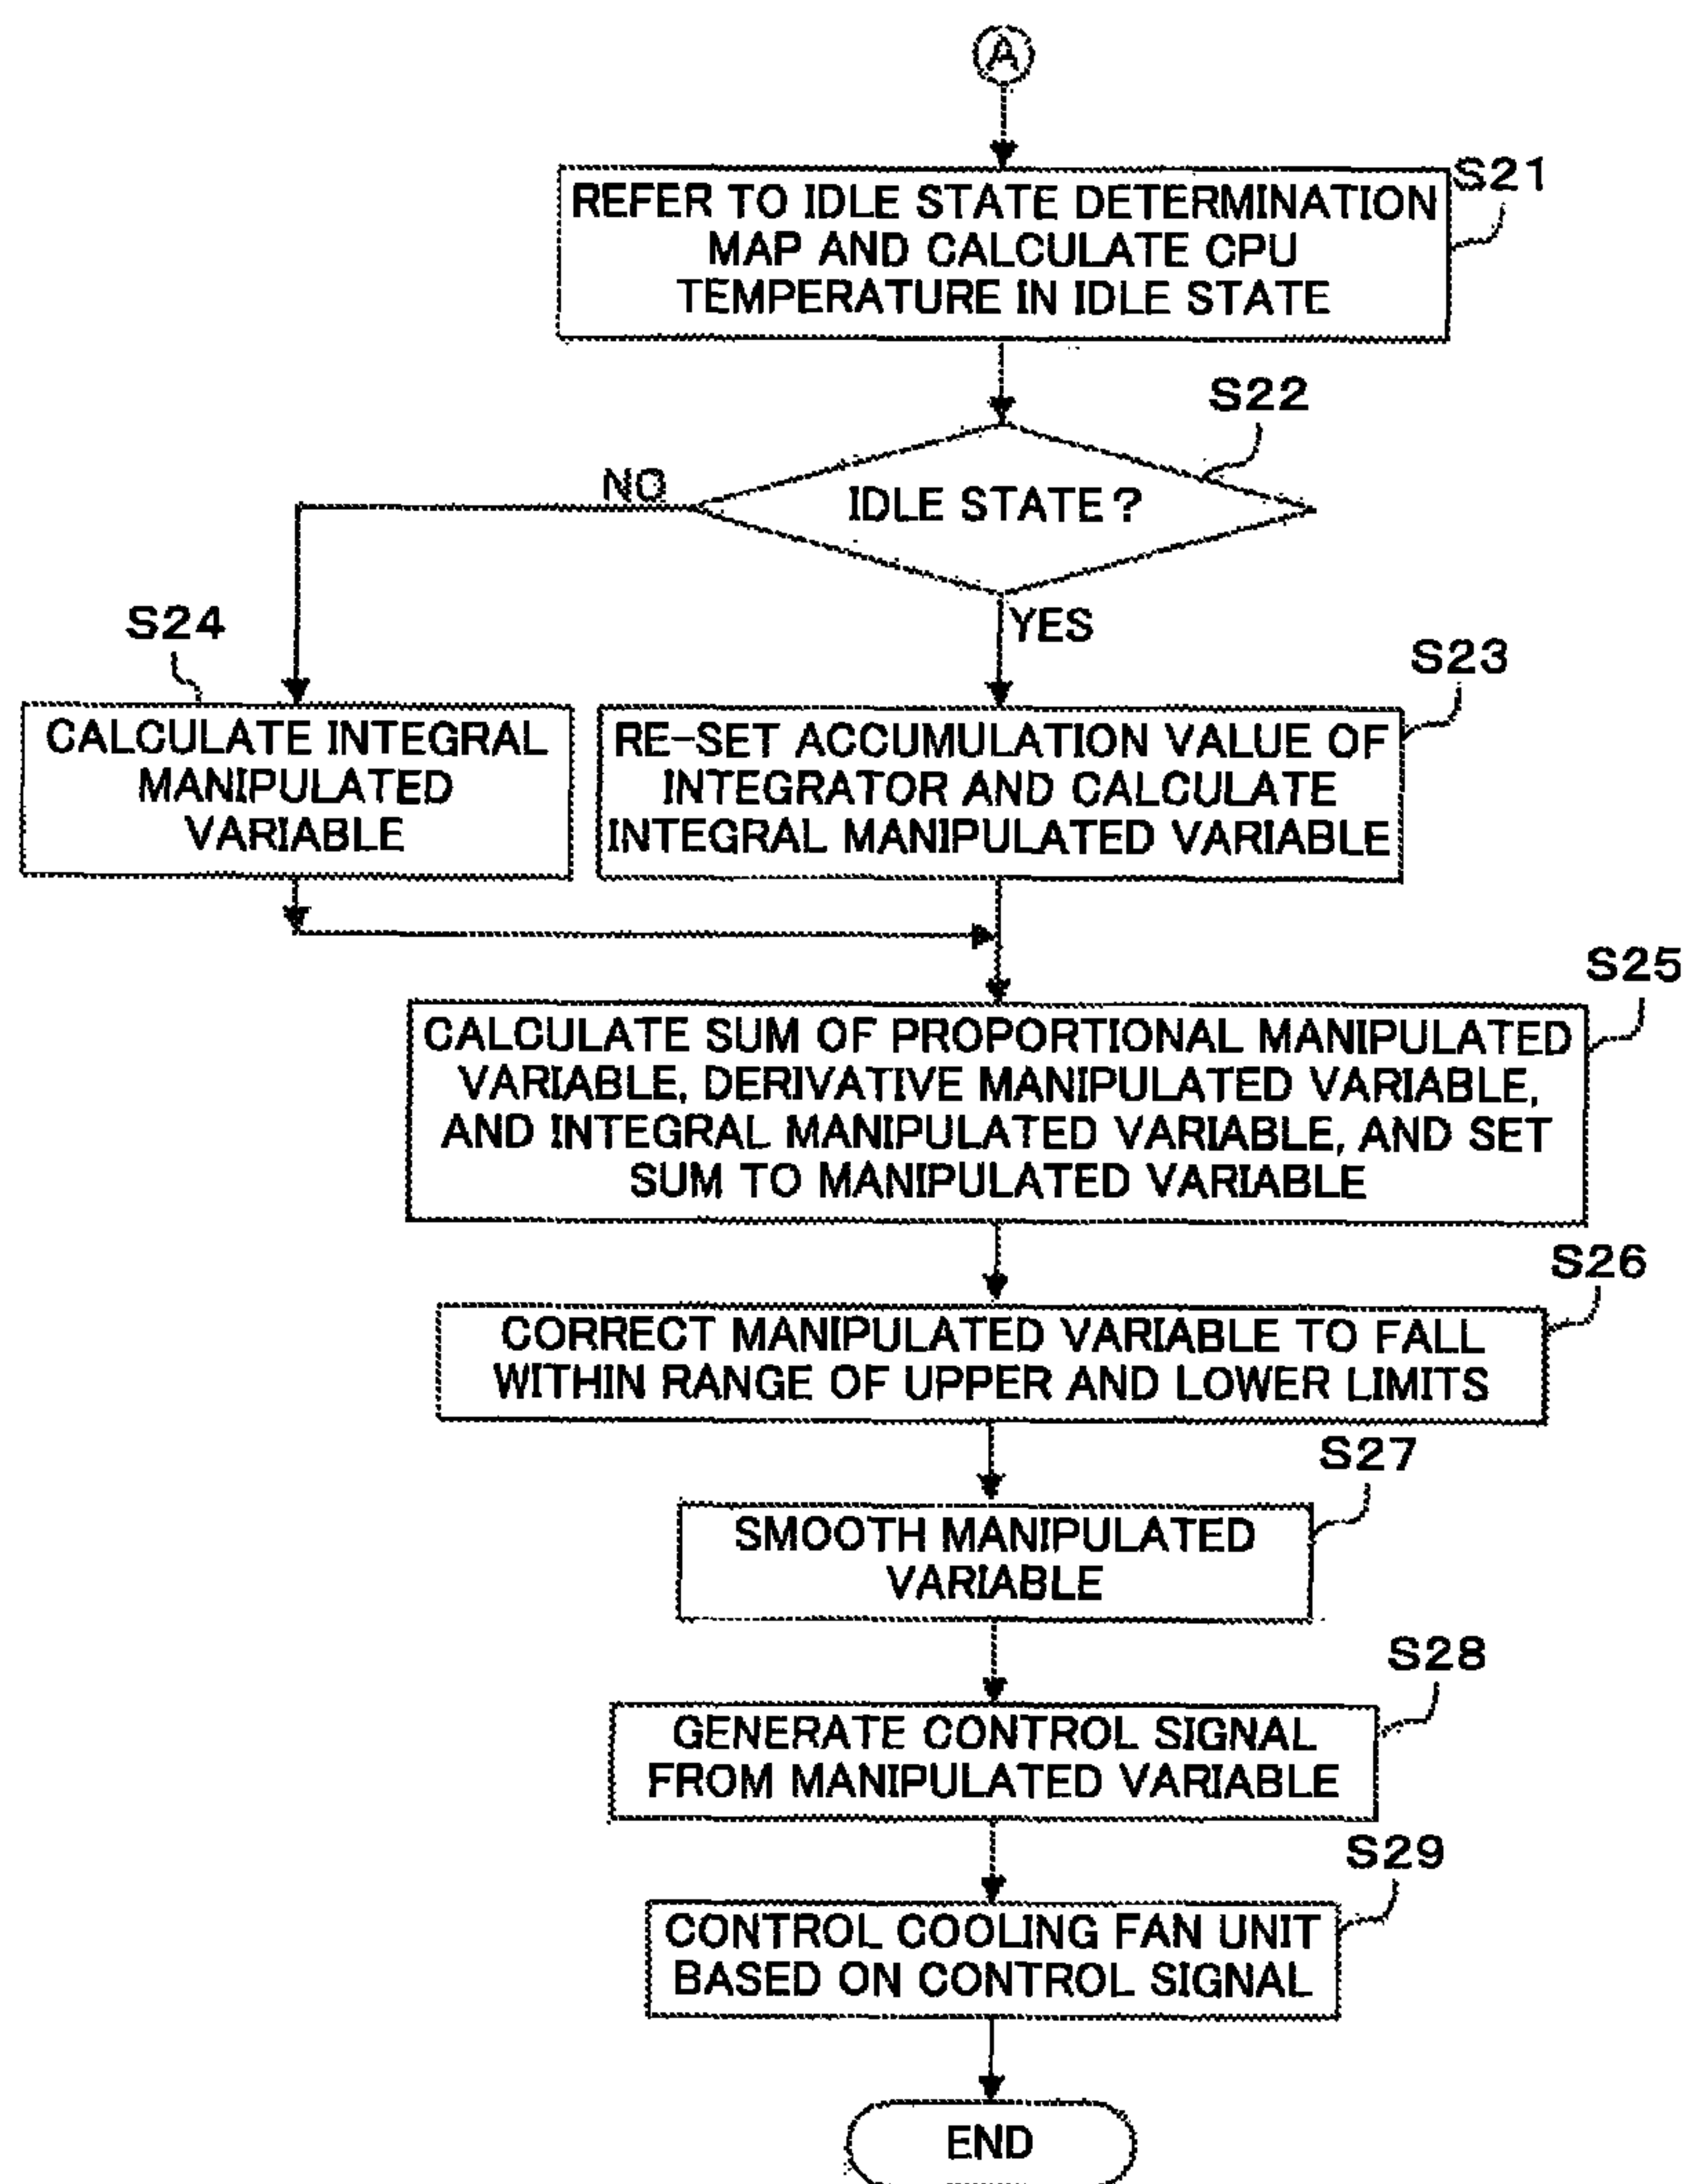 A
S21
REFER TO IDLE STATE DETERMINATION
MAP AND CALCULATE CPU
TEMPERATURE IN IDLE STATE
S22
NO
IDLE STATE?
YES
S24
S23
CALCULATE INTEGRAL
MANIPULATED
VARIABLE
RE-SET ACCUMULATION VALUE OF
INTEGRATOR AND CALCULATE
INTEGRAL MANIPULATED VARIABLE
S25
CALCULATE SUM OF PROPORTIONAL MANIPULATED
VARIABLE, DERIVATIVE MANIPULATED VARIABLE,
AND INTEGRAL MANIPULATED VARIABLE, AND SET
SUM TO MANIPULATED VARIABLE
S26
CORRECT MANIPULATED VARIABLE TO FALL
WITHIN RANGE OF UPPER AND LOWER LIMITS
S27
SMOOTH MANIPULATED
VARIABLE
S28
GENERATE CONTROL SIGNAL
FROM MANIPULATED VARIABLE
S29
CONTROL COOLING FAN UNIT
BASED ON CONTROL SIGNAL
END